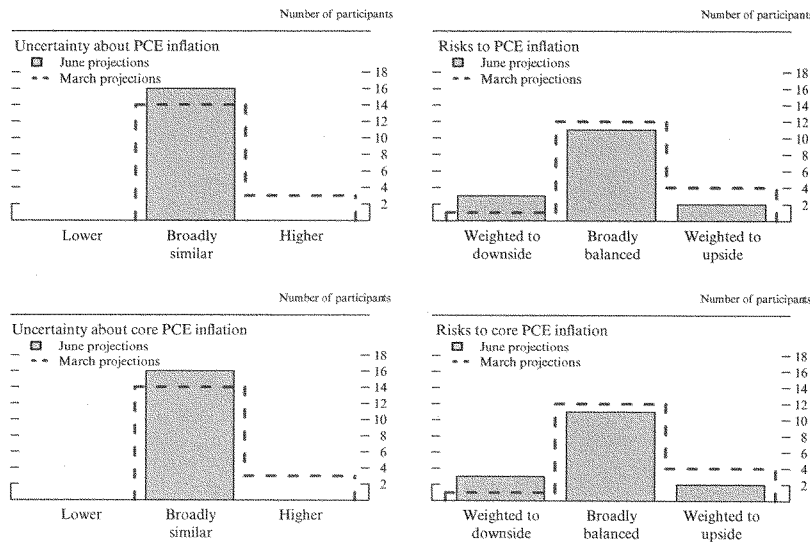 Number of participants
Uncertainty about PCE inflation
June projections
March projections
18
16
14
12
10
8
6
4
2
Lower
Broadly
similar
Higher
Number of participants
Risks to PCE inflation
June projections
March projections
18
16
14
12
10
8
6
4
2
Weighted to
downside
Broadly
balanced
Weighted to
upside
Number of participants
Uncertainty about core PCE inflation
June projections
March projections
18
16
14
12
10
8
6
4
2
Lower
Broadly
similar
Higher
Number of participants
Risks to core PCE inflation
June projections
March projections
18
16
14
12
10
8
6
4
2
Weighted to
downside
Broadly
balanced
Weighted to
upside